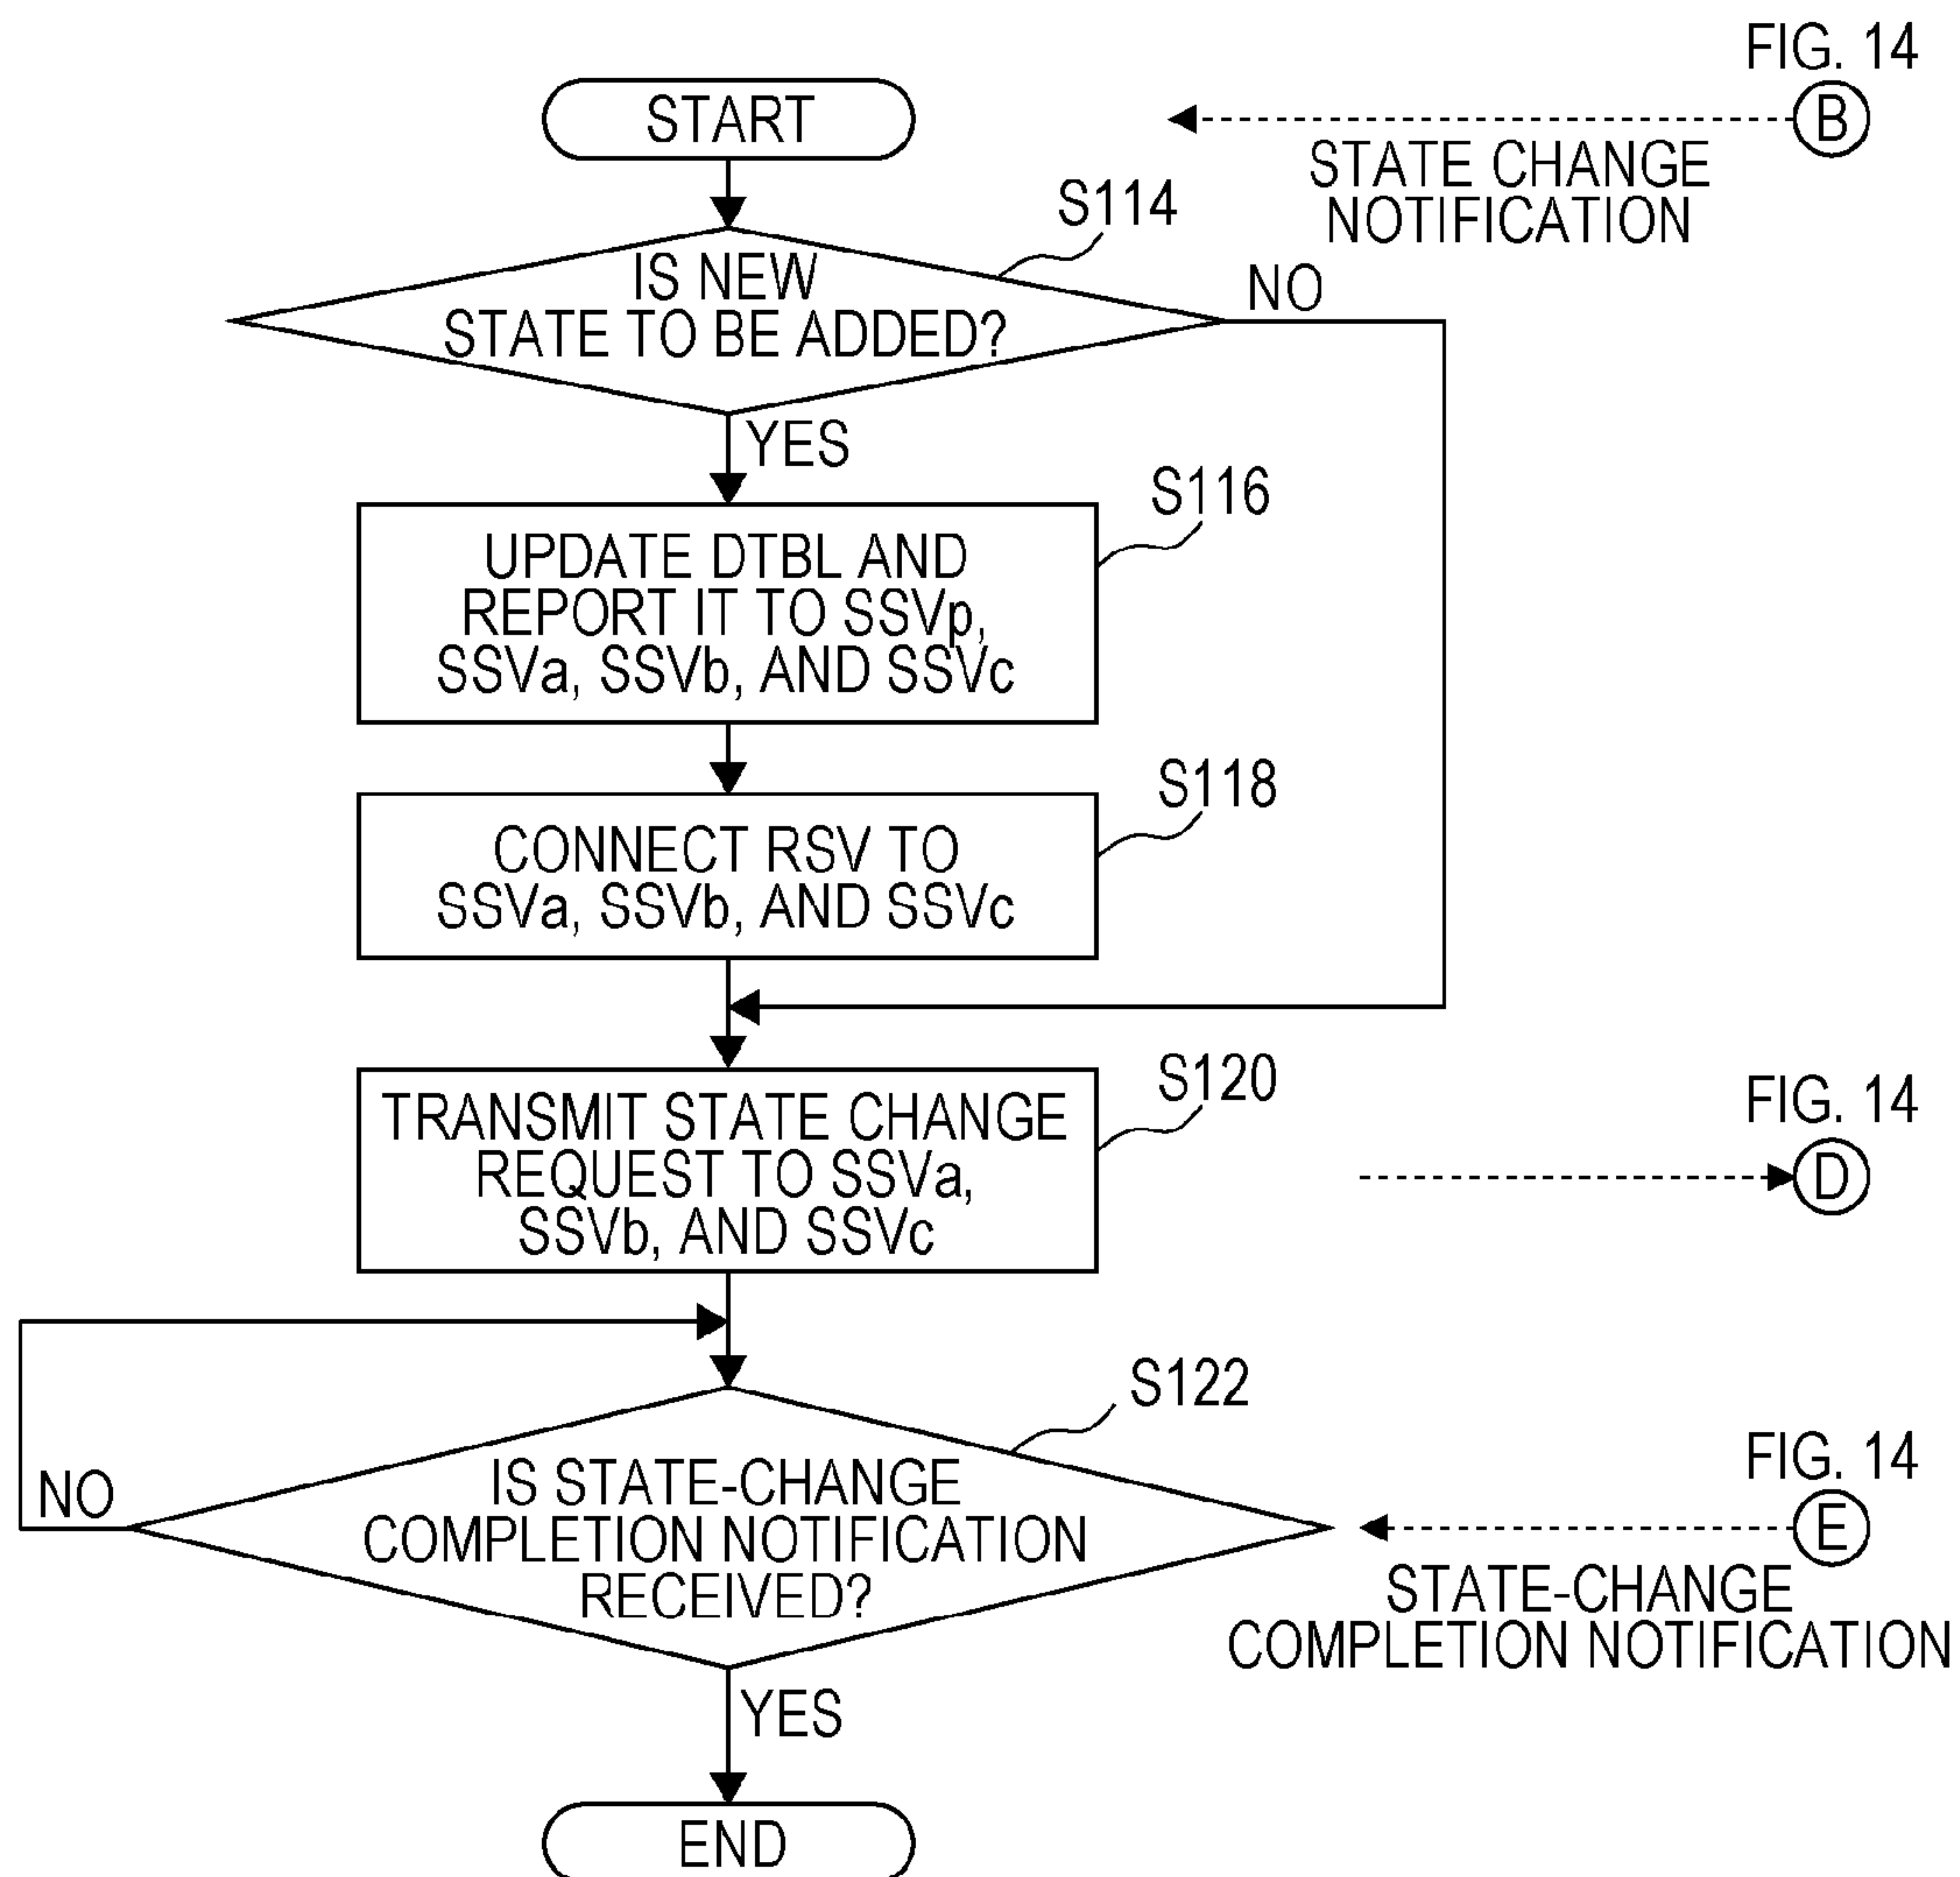 FIG. 14
START
B
STATE CHANGE
NOTIFICATION
S114
IS NEW
STATE TO BE ADDED?
NO
YES
S116
UPDATE DTBL AND
REPORT IT TO SSVp,
SSVa, SSVb, AND SSVc
S118
CONNECT RSV TO
SSVa, SSVb, AND SSVc
S120
TRANSMIT STATE CHANGE
REQUEST TO SSVa,
SSVb, AND SSVc
FIG. 14
D
S122
IS STATE-CHANGE
COMPLETION NOTIFICATION
RECEIVED?
NO
FIG. 14
E
STATE-CHANGE
COMPLETION NOTIFICATION
YES
END